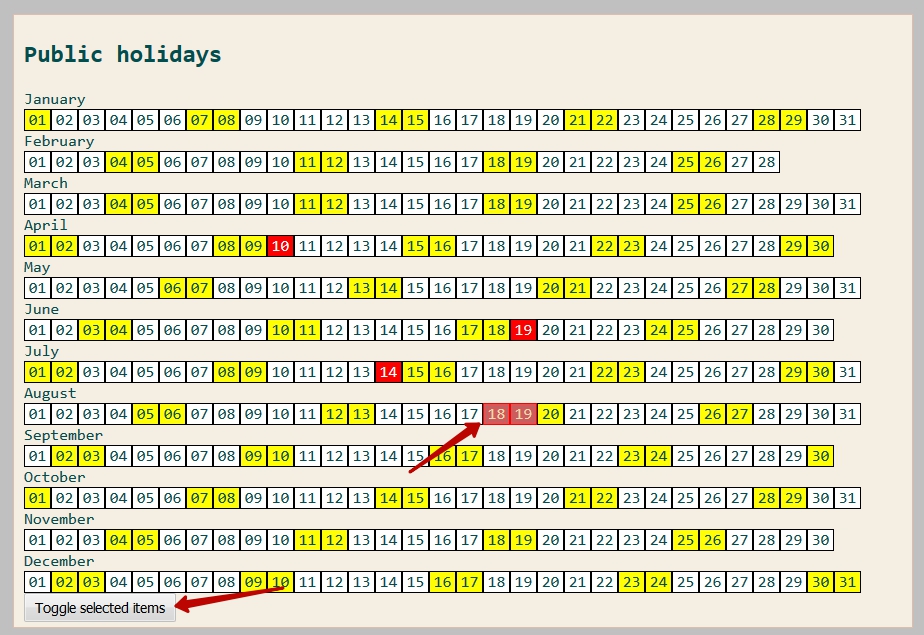 Public holidays
January
01 02 03 04 05 06 07 08 09 10 11 12 13 14 15 16 17 18 19 20 21 22 23 24 25 26 27 28 29 30 31
February
01 02 03 04 05 06 07 08 09 10 11 12 13 14 15 16 17 18 19 20 21 22 23 24 25 26 27 28
March
01 02 03 04 05 06 07 08 09 10 11 12 13 14 15 16 17 18 19 20 21 22 23 24 25 26 27 28 29 30 31
April
01 02 03 04 05 06 07 08 09 10 11 12 13 14 15 16 17 18 19 20 21 22 23 24 25 26 27 28 29 30
May
01 02 03 04 05 06 07 08 09 10 11 12 13 14 15 16 17 18 19 20 21 22 23 24 25 26 27 28 29 30 31
June
01 02 03 04 05 06 07 08 09 10 11 12 13 14 15 16 17 18 19 20 21 22 23 24 25 26 27 28 29 30
July
01 02 03 04 05 06 07 08 09 10 11 12 13 14 15 16 17 18 19 20 21 22 23 24 25 26 27 28 29 30 31
August
01 02 03 04 05 06 07 08 09 10 11 12 13 14 15 16 17 18 19 20 21 22 23 24 25 26 27 28 29 30 31
September
01 02 03 04 05 06 07 08 09 10 11 12 13 14 15 16 17 18 19 20 21 22 23 24 25 26 27 28 29 30
October
01 02 03 04 05 06 07 08 09 10 11 12 13 14 15 16 17 18 19 20 21 22 23 24 25 26 27 28 29 30 31
November
01 02 03 04 05 06 07 08 09 10 11 12 13 14 15 16 17 18 19 20 21 22 23 24 25 26 27 28 29 30
December
01 02 03 04 05 06 07 08 09 10 11 12 13 14 15 16 17 18 19 20 21 22 23 24 25 26 27 28 29 30 31
Toggle selected items